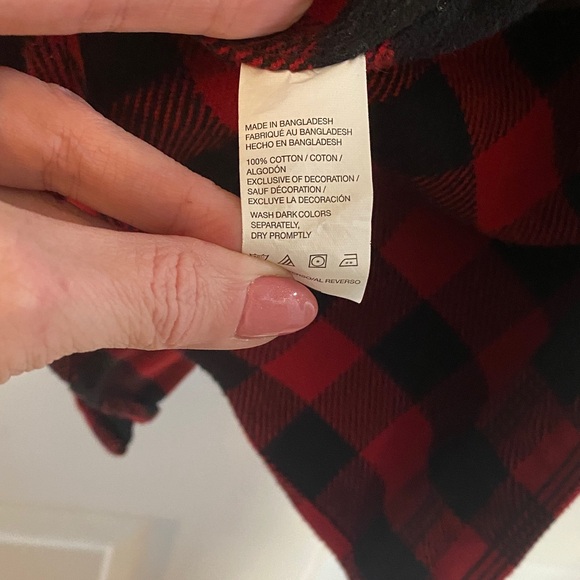 MADE IN BANGLADESH
FABRIQUÉ AU BANGLADESH
HECHO EN BANGLADESH
100% COTTON / COTON /
ALGODÓN
EXCLUSIVE OF DECORATION /
SAUF DÉCORATION /
EXCLUYE LA DECORACIÓN
WASH DARK COLORS
SEPARATELY,
DRY PROMPTLY
REVERSO